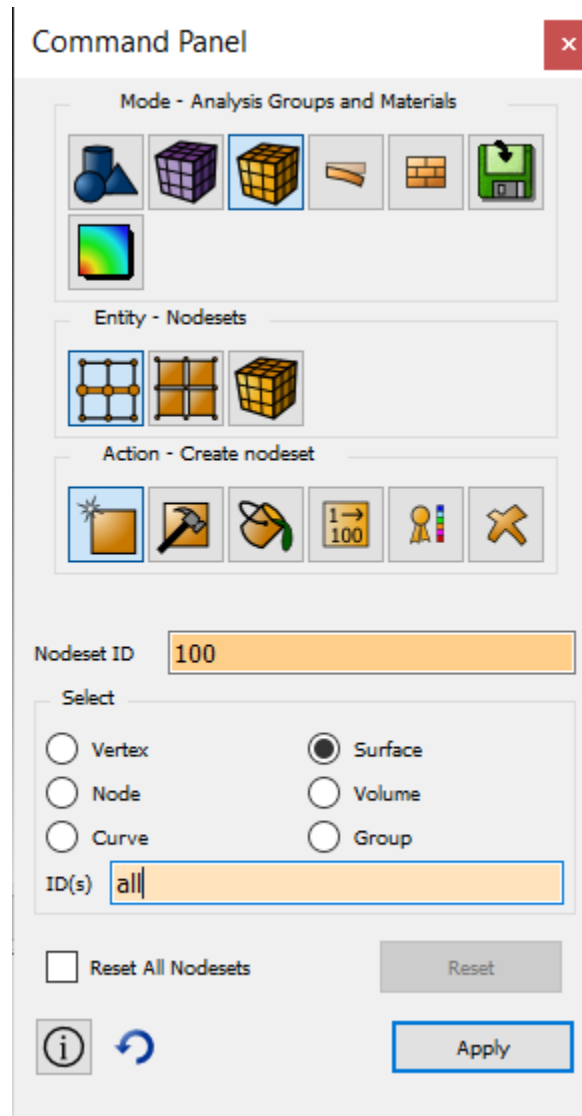 Command Panel
Mode - Analysis Groups and Materials
Entity - Nodesets
Action - Create nodeset
1→
100
Nodeset ID 100
Select
Vertex Surface
Node Volume
Curve Group
ID(s) all
Reset All Nodesets Reset
Apply